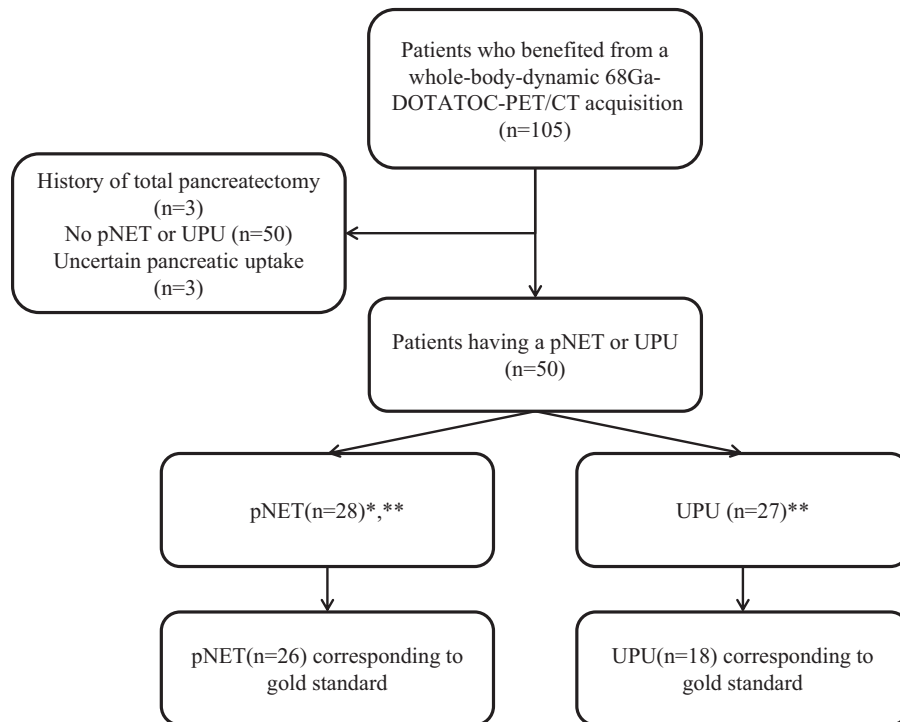 Patients who benefited from a
whole-body-dynamic 68Ga-
DOTATOC-PET/CT acquisition
(n=105)
History of total pancreatectomy
(n=3)
No pNET or UPU (n=50)
Uncertain pancreatic uptake
(n=3)
Patients having a pNET or UPU
(n=50)
pNET(n=28)*,**
UPU (n=27)**
pNET(n=26) corresponding to
gold standard
UPU(n=18) corresponding to
gold standard